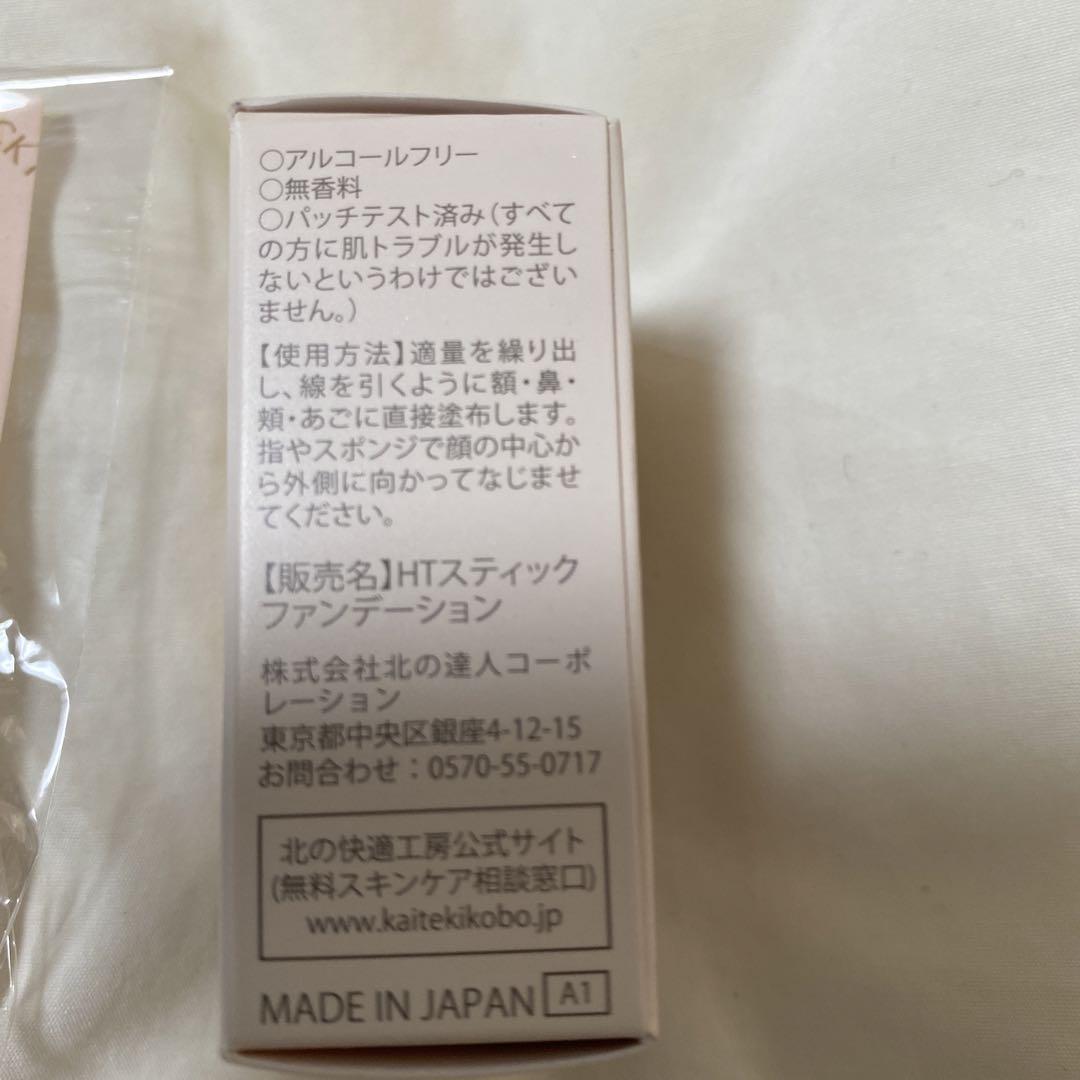 ○アルコールフリー
○無香料
○パッチテスト済み(すべて
の方に肌トラブルが発生し
ないというわけではござい
ません。)
【使用方法】適量を繰り出
し、線を引くように額・鼻・
頬・あごに直接塗布します。
指やスポンジで顔の中心か
ら外側に向かってなじませ
てください。
【販売名】HTスティック
ファンデーション
株式会社北の達人コーポ
レーション
東京都中央区銀座4-12-15
お問合わせ：0570-55-0717
北の快適工房公式サイト
(無料スキンケア相談窓口)
www.kaitekikobo.jp
MADE IN JAPAN A1